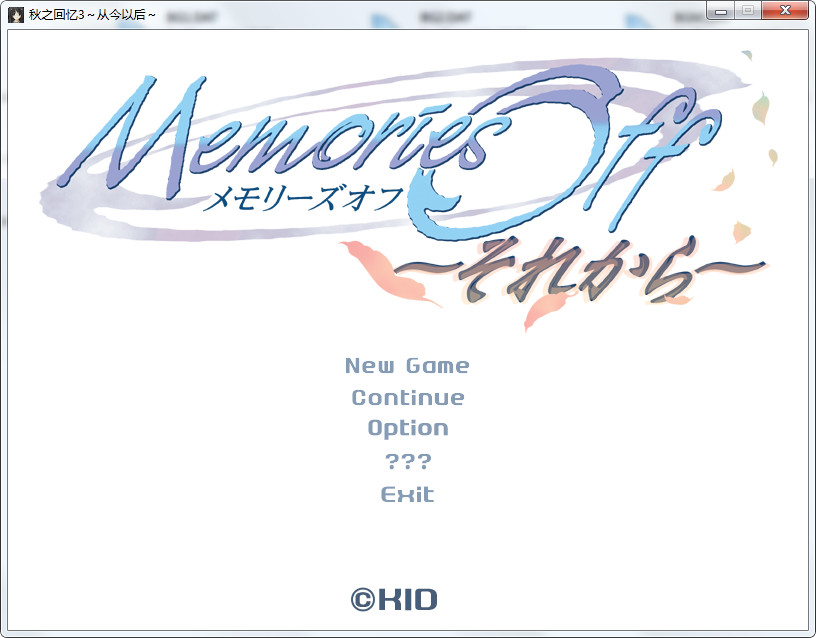 秋之回忆3～从今以后～
Memories Off
メモリーズオフ
～それから～
New Game
Continue
Option
???
Exit
©KID